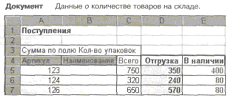 Документ Данные о количестве товаров на складе.
A B C D E
1 Поступления
2
3 Сумма по полю Кол-во упаковок
4 Артикул Наименование Всего Отгрузка В наличии
5 123 750 350 400
6 124 320 240 80
7 126 650 570 80